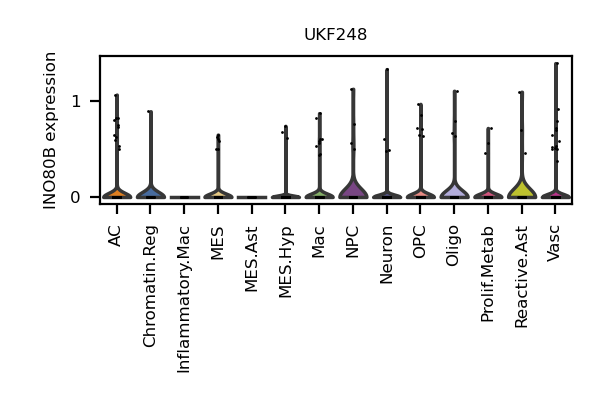 UKF248
INO80B expression
1
0
AC
Chromatin.Reg
Inflammatory.Mac
MES
MES.Ast
MES.Hyp
Mac
NPC
Neuron
OPC
Oligo
Prolif.Metab
Reactive.Ast
Vasc